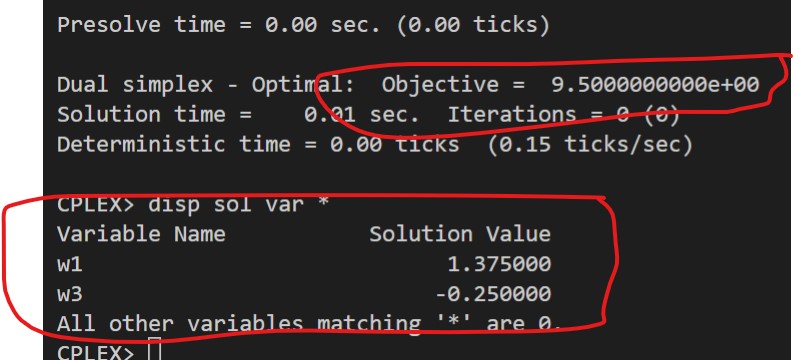 Presolve time = 0.00 sec. (0.00 ticks)
Dual simplex - Optimal:  Objective =  9.5000000000e+00
Solution time =    0.01 sec.  Iterations = 0 (0)
Deterministic time = 0.00 ticks  (0.15 ticks/sec)
CPLEX> disp sol var *
Variable Name           Solution Value
w1                            1.375000
w3                           -0.250000
All other variables matching '*' are 0.
CPLEX>